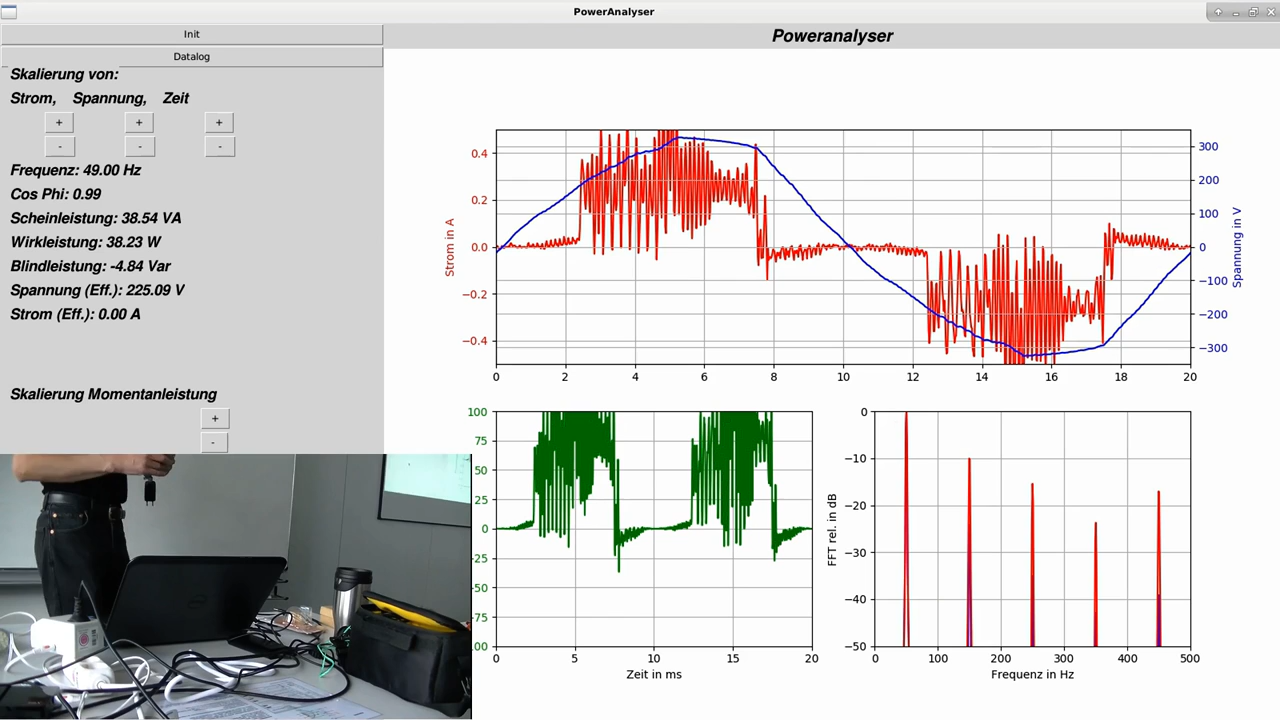 PowerAnalyser
Init
Datalog
Poweranalyser
Skalierung von:
Strom, Spannung, Zeit
+ + +
- - -
Frequenz: 49.00 Hz
Cos Phi: 0.99
Scheinleistung: 38.54 VA
Wirkleistung: 38.23 W
Blindleistung: -4.84 Var
Spannung (Eff.): 225.09 V
Strom (Eff.): 0.00 A
Skalierung Momentanleistung
+
-
Strom in A
0.4
0.2
0.0
−0.2
−0.4
0 2 4 6 8 10 12 14 16 18 20
300
200
100
0
−100
−200
−300
Spannung in V
100
75
50
25
0
25
50
75
00
0 5 10 15 20
Zeit in ms
FFT rel. in dB
0
−10
−20
−30
−40
−50
0 100 200 300 400 500
Frequenz in Hz